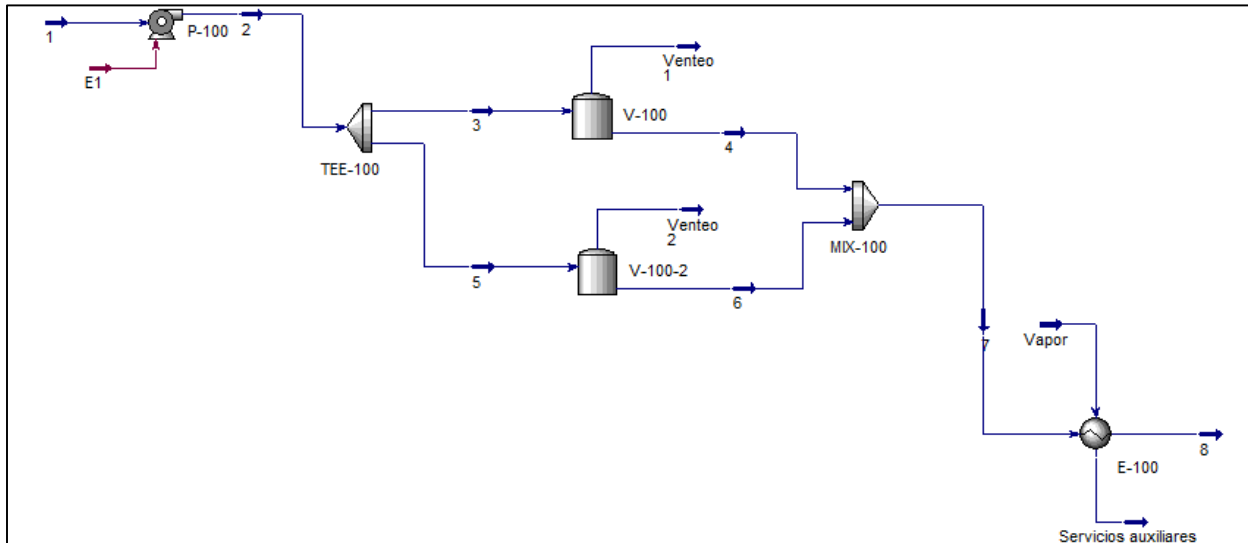 1
P-100
2
E1
Venteo
1
3
V-100
4
TEE-100
Venteo
2
MIX-100
5
V-100-2
6
Vapor
7
E-100
8
Servicios auxiliares